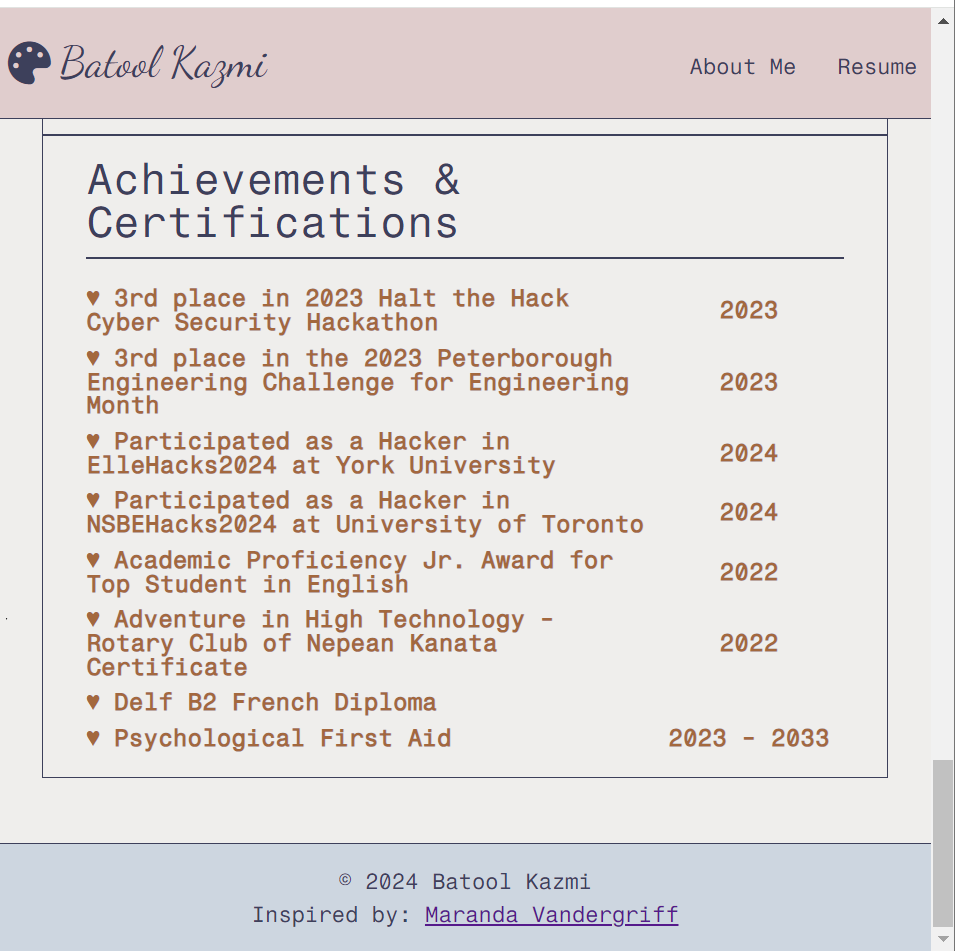 Batool Kazmi
About Me Resume
Achievements &
Certifications
♥ 3rd place in 2023 Halt the Hack
Cyber Security Hackathon
2023
♥ 3rd place in the 2023 Peterborough
Engineering Challenge for Engineering
Month
2023
♥ Participated as a Hacker in
ElleHacks2024 at York University
2024
♥ Participated as a Hacker in
NSBEHacks2024 at University of Toronto
2024
♥ Academic Proficiency Jr. Award for
Top Student in English
2022
♥ Adventure in High Technology -
Rotary Club of Nepean Kanata
Certificate
2022
♥ Delf B2 French Diploma
♥ Psychological First Aid 2023 - 2033
© 2024 Batool Kazmi
Inspired by: Maranda Vandergriff